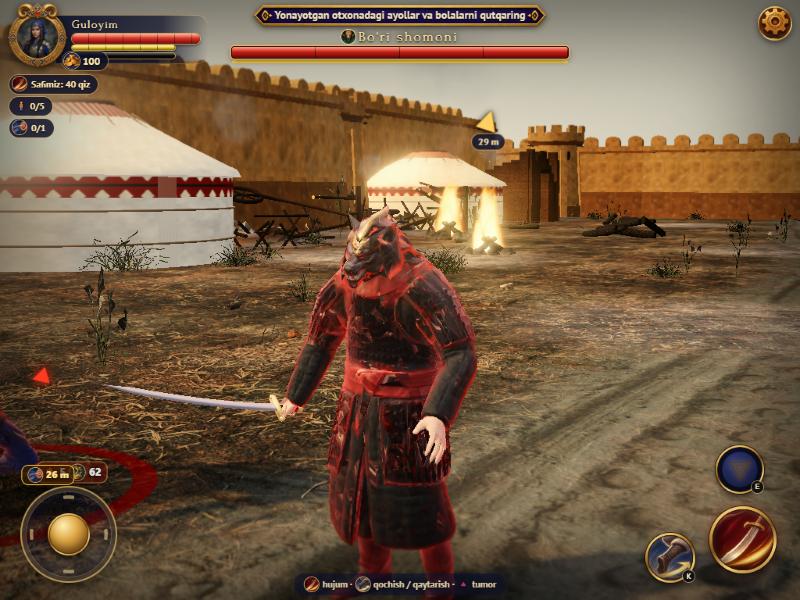 Yonayotgan otxonadagi ayollar va bolalarni qutqaring
Guloyim
Bo'ri shomoni
100
Safimiz: 40 qiz
0/5
0/1
29 m
26 m
62
E
K
hujum · qochish / qaytarish · tumor